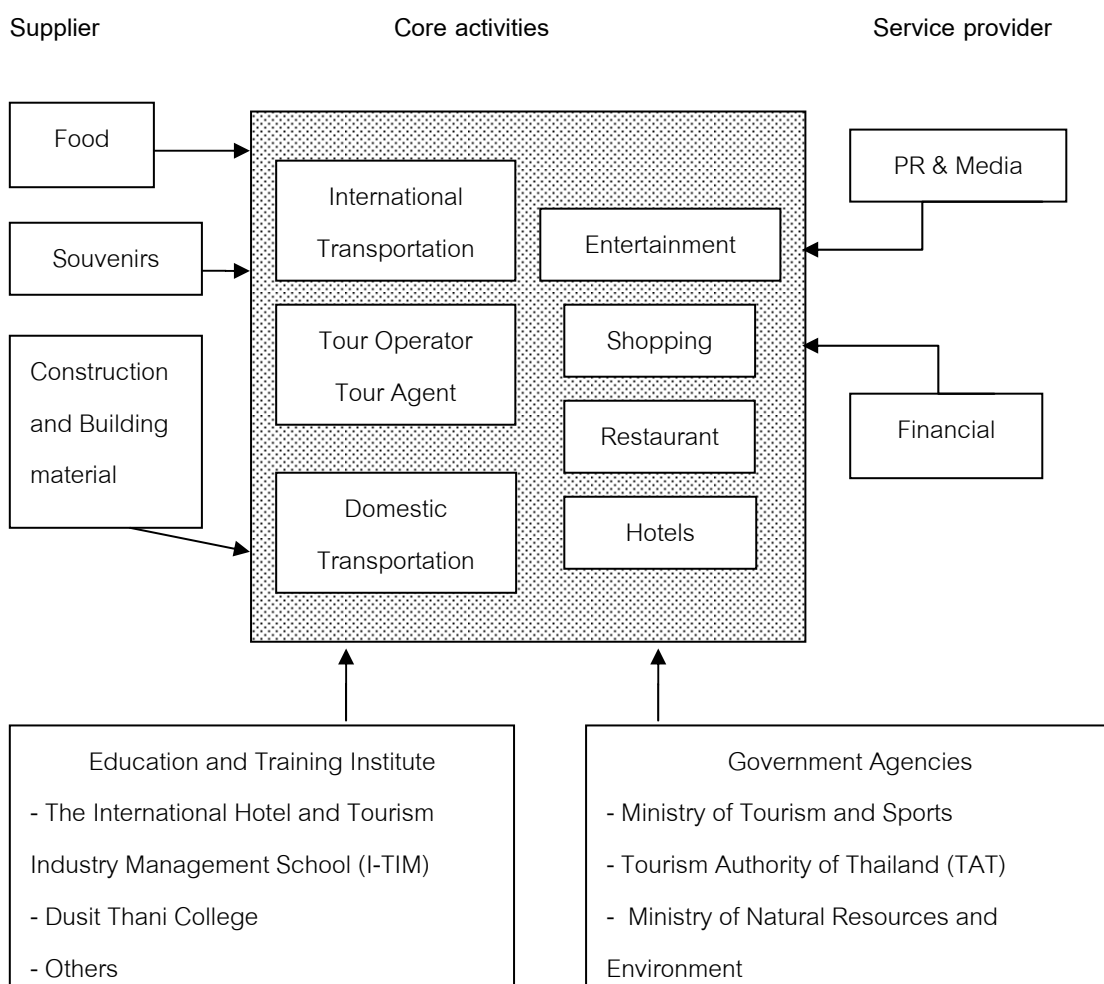 Supplier
Core activities
Service provider
Food
Souvenirs
Construction
and Building
material
International
Transportation
Tour Operator
Tour Agent
Domestic
Transportation
Entertainment
Shopping
Restaurant
Hotels
PR & Media
Financial
Education and Training Institute
- The International Hotel and Tourism
Industry Management School (I-TIM)
- Dusit Thani College
- Others
Government Agencies
- Ministry of Tourism and Sports
- Tourism Authority of Thailand (TAT)
- Ministry of Natural Resources and
Environment